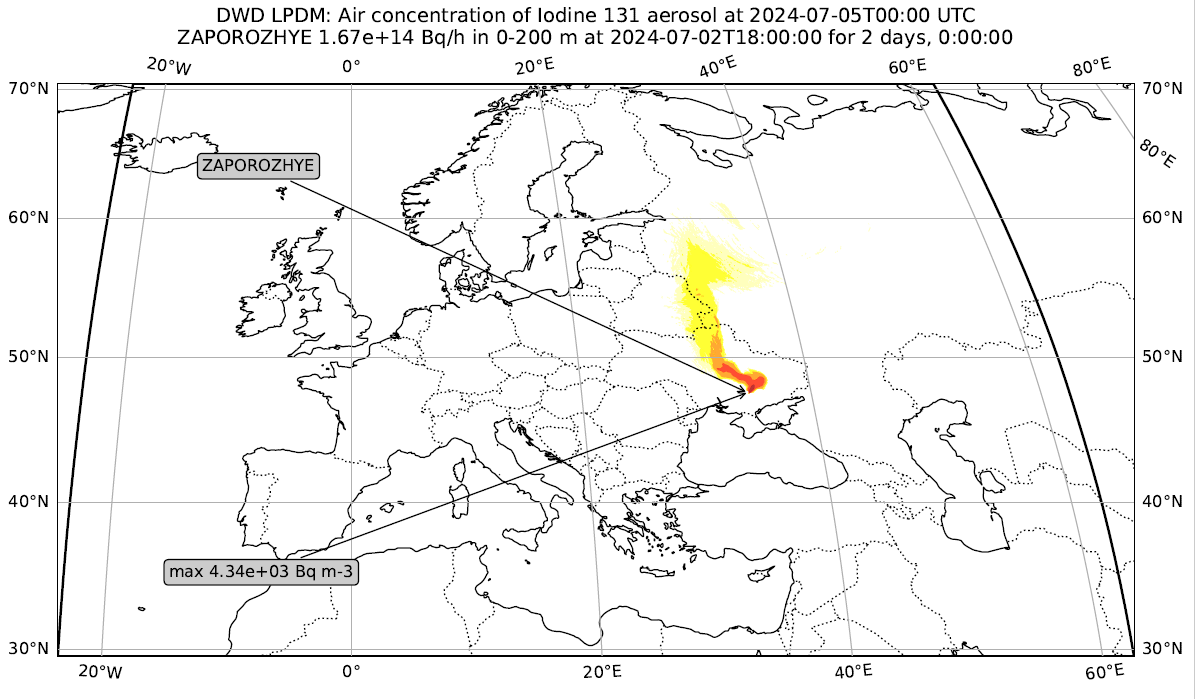 DWD LPDM: Air concentration of Iodine 131 aerosol at 2024-07-05T00:00 UTC
ZAPOROZHYE 1.67e+14 Bq/h in 0-200 m at 2024-07-02T18:00:00 for 2 days, 0:00:00
20°W 0° 20°E 40°E 60°E 80°E
70°N 70°N
80°E
ZAPOROZHYE
60°N 60°N
50°N 50°N
40°N 40°N
max 4.34e+03 Bq m-3
30°N 30°N
20°W 0° 20°E 40°E 60°E